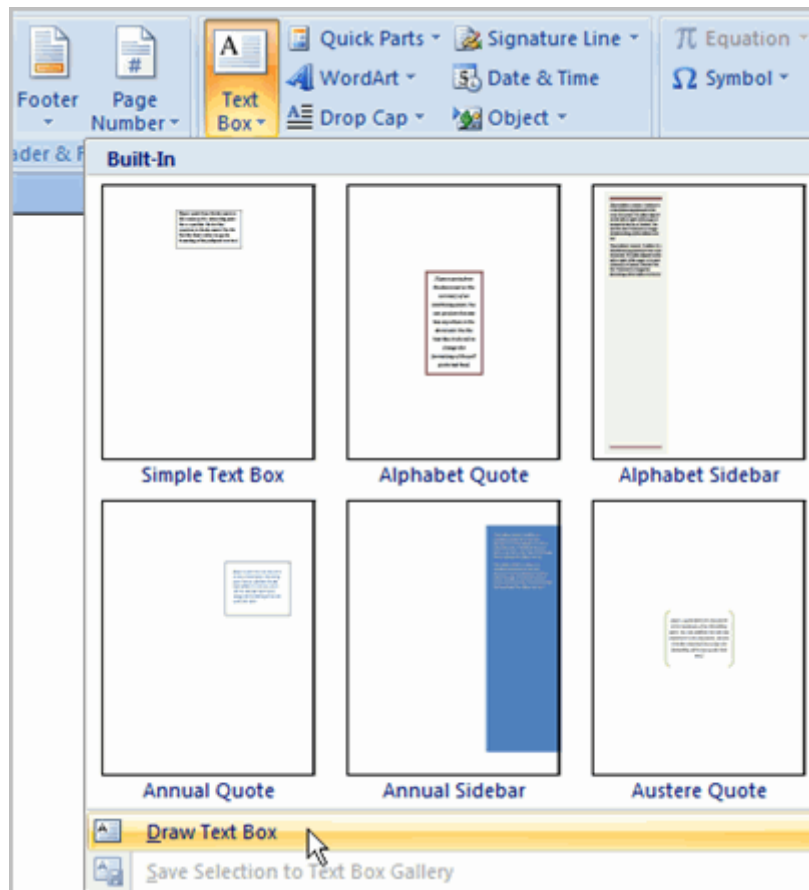 Quick Parts
Signature Line
Equation
WordArt
Date & Time
Symbol
Footer
Page Number
Text Box
Drop Cap
Object
ader & F
Built-In
Simple Text Box
Alphabet Quote
Alphabet Sidebar
Annual Quote
Annual Sidebar
Austere Quote
Draw Text Box
Save Selection to Text Box Gallery